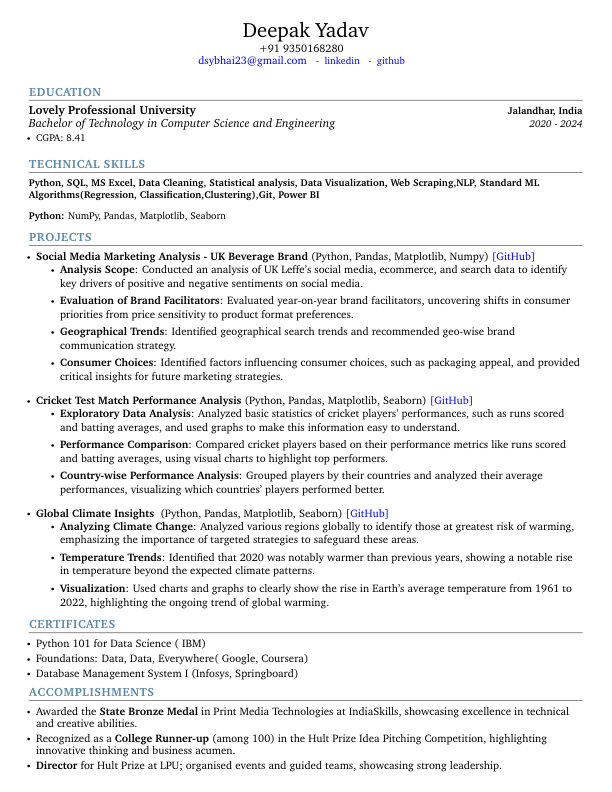 Deepak Yadav
+91 9350168280
dsybhai23@gmail.com - linkedin - github
EDUCATION
Lovely Professional University Jalandhar, India
Bachelor of Technology in Computer Science and Engineering 2020 - 2024
• CGPA: 8.41
TECHNICAL SKILLS
Python, SQL, MS Excel, Data Cleaning, Statistical analysis, Data Visualization, Web Scraping,NLP, Standard ML
Algorithms(Regression, Classification,Clustering),Git, Power BI
Python: NumPy, Pandas, Matplotlib, Seaborn
PROJECTS
• Social Media Marketing Analysis - UK Beverage Brand (Python, Pandas, Matplotlib, Numpy) [GitHub]
• Analysis Scope: Conducted an analysis of UK Leffe's social media, ecommerce, and search data to identify
key drivers of positive and negative sentiments on social media.
• Evaluation of Brand Facilitators: Evaluated year-on-year brand facilitators, uncovering shifts in consumer
priorities from price sensitivity to product format preferences.
• Geographical Trends: Identified geographical search trends and recommended geo-wise brand
communication strategy.
• Consumer Choices: Identified factors influencing consumer choices, such as packaging appeal, and provided
critical insights for future marketing strategies.
• Cricket Test Match Performance Analysis (Python, Pandas, Matplotlib, Seaborn) [GitHub]
• Exploratory Data Analysis: Analyzed basic statistics of cricket players' performances, such as runs scored
and batting averages, and used graphs to make this information easy to understand.
• Performance Comparison: Compared cricket players based on their performance metrics like runs scored
and batting averages, using visual charts to highlight top performers.
• Country-wise Performance Analysis: Grouped players by their countries and analyzed their average
performances, visualizing which countries' players performed better.
• Global Climate Insights (Python, Pandas, Matplotlib, Seaborn) [GitHub]
• Analyzing Climate Change: Analyzed various regions globally to identify those at greatest risk of warming,
emphasizing the importance of targeted strategies to safeguard these areas.
• Temperature Trends: Identified that 2020 was notably warmer than previous years, showing a notable rise
in temperature beyond the expected climate patterns.
• Visualization: Used charts and graphs to clearly show the rise in Earth's average temperature from 1961 to
2022, highlighting the ongoing trend of global warming.
CERTIFICATES
• Python 101 for Data Science ( IBM)
• Foundations: Data, Data, Everywhere( Google, Coursera)
• Database Management System I (Infosys, Springboard)
ACCOMPLISHMENTS
• Awarded the State Bronze Medal in Print Media Technologies at IndiaSkills, showcasing excellence in technical
and creative abilities.
• Recognized as a College Runner-up (among 100) in the Hult Prize Idea Pitching Competition, highlighting
innovative thinking and business acumen.
• Director for Hult Prize at LPU; organised events and guided teams, showcasing strong leadership.